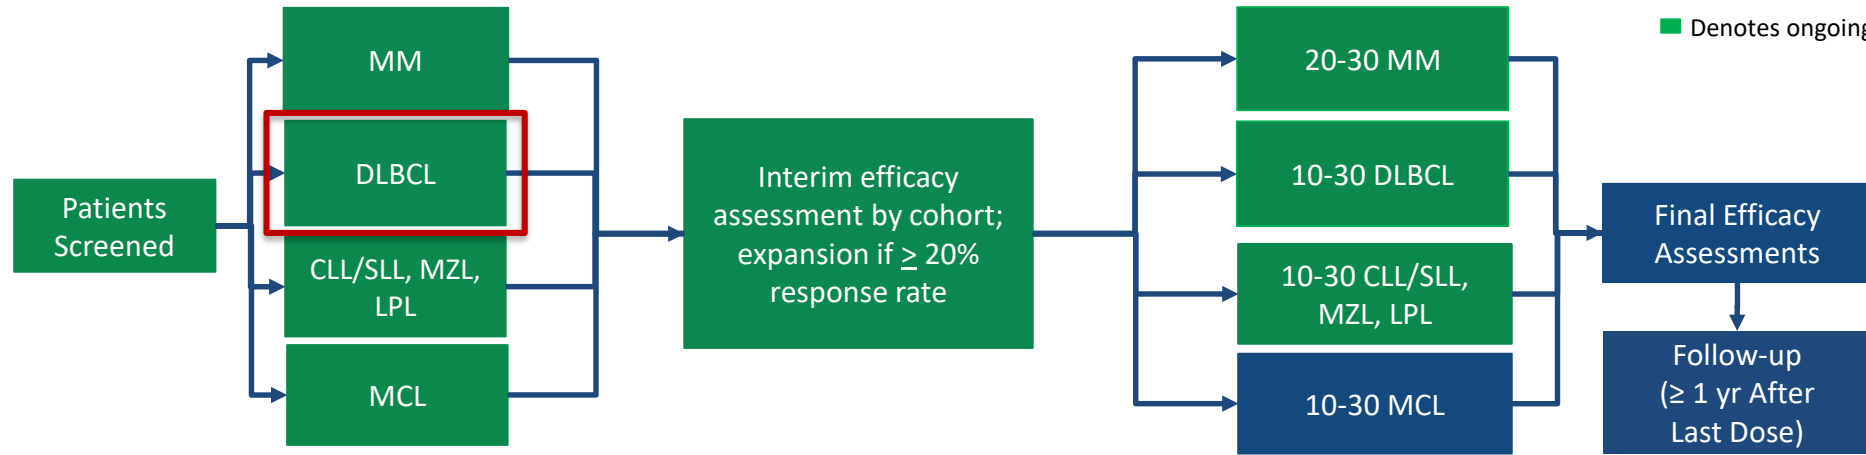 Denotes ongoing
MM
DLBCL
CLL/SLL, MZL,
LPL
MCL
Patients
Screened
Interim efficacy
assessment by cohort;
expansion if ≥ 20%
response rate
20-30 MM
10-30 DLBCL
10-30 CLL/SLL,
MZL, LPL
10-30 MCL
Final Efficacy
Assessments
Follow-up
(≥ 1 yr After
Last Dose)